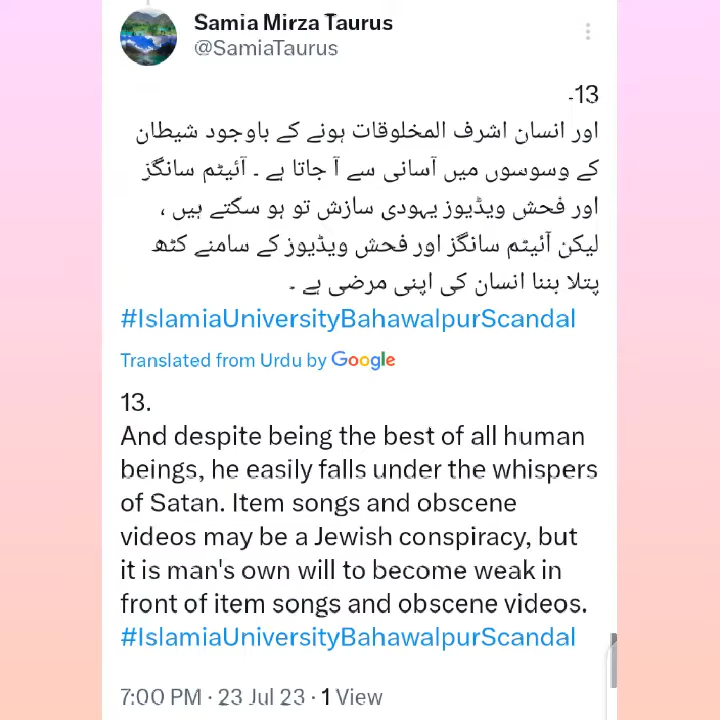 Samia Mirza Taurus
@SamiaTaurus
-13
اور انسان اشرف المخلوقات ہونے کے باوجود شیطان
کے وسوسوں میں آسانی سے آ جاتا ہے ۔ آئیٹم سانگز
اور فحش ویڈیوز یہودی سازش تو ہو سکتے ہیں ،
لیکن آئیٹم سانگز اور فحش ویڈیوز کے سامنے کٹھ
پتلا بننا انسان کی اپنی مرضی ہے ۔
#IslamiaUniversityBahawalpurScandal
Translated from Urdu by Google
13.
And despite being the best of all human
beings, he easily falls under the whispers
of Satan. Item songs and obscene
videos may be a Jewish conspiracy, but
it is man's own will to become weak in
front of item songs and obscene videos.
#IslamiaUniversityBahawalpurScandal
7:00 PM · 23 Jul 23 · 1 View